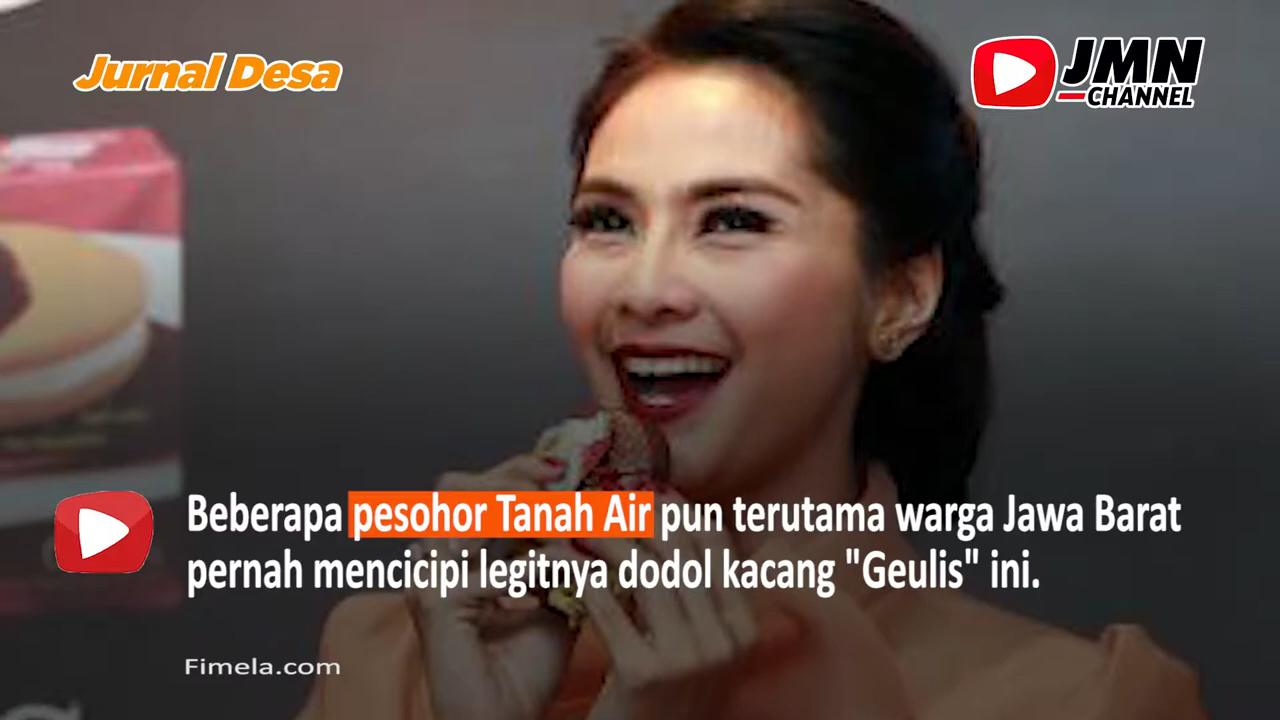 Jurnal Desa
JMN
CHANNEL
Beberapa pesohor Tanah Air pun terutama warga Jawa Barat
pernah mencicipi legitnya dodol kacang "Geulis" ini.
Fimela.com